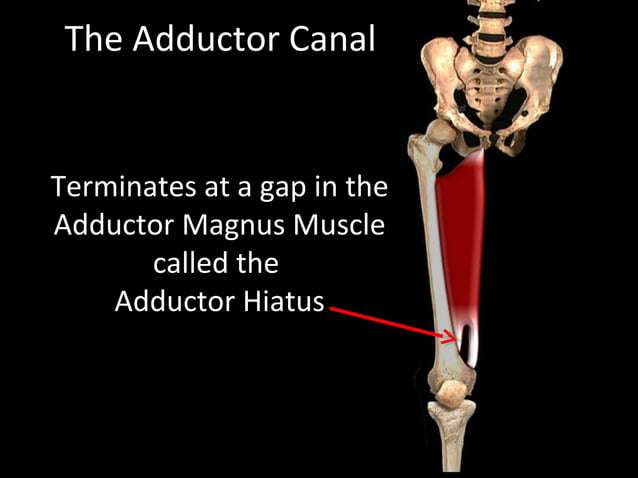 The Adductor Canal
Terminates at a gap in the
Adductor Magnus Muscle
called the
Adductor Hiatus